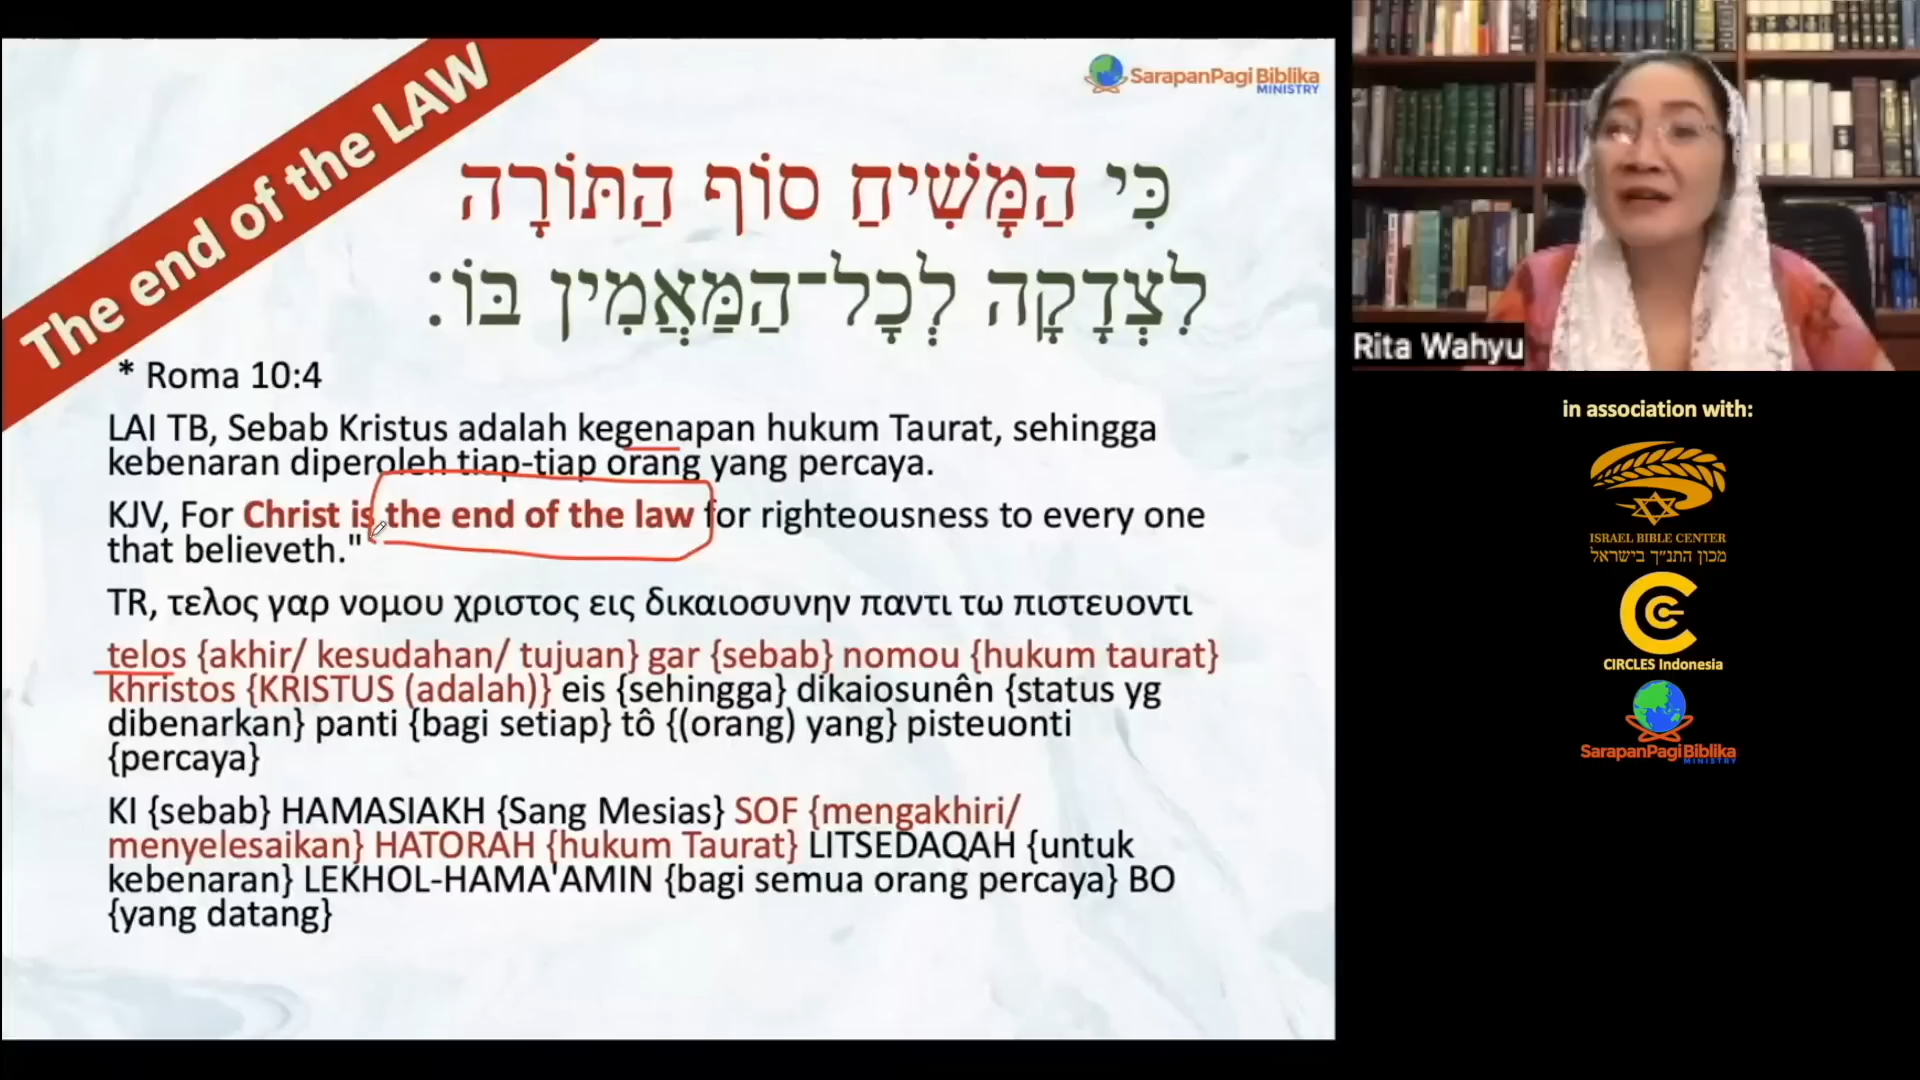 The end of the LAW
SarapanPagi Biblika
MINISTRY
כִּי הַמָּשִׁיחַ סוֹף הַתּוֹרָה
לִצְדָקָה לְכָל־הַמַּאֲמִין בּוֹ׃
* Roma 10:4
LAI TB, Sebab Kristus adalah kegenapan hukum Taurat, sehingga
kebenaran diperoleh tiap-tiap orang yang percaya.
KJV, For Christ is the end of the law for righteousness to every one
that believeth."
TR, τελος γαρ νομου χριστος εις δικαιοσυνην παντι τω πιστευοντι
telos {akhir/ kesudahan/ tujuan} gar {sebab} nomou {hukum taurat}
khristos {KRISTUS (adalah)} eis {sehingga} dikaiosunên {status yg
dibenarkan} panti {bagi setiap} tô {(orang) yang} pisteuonti
{percaya}
KI {sebab} HAMASIAKH {Sang Mesias} SOF {mengakhiri/
menyelesaikan} HATORAH {hukum Taurat} LITSEDAQAH {untuk
kebenaran} LEKHOL-HAMA'AMIN {bagi semua orang percaya} BO
{yang datang}
Rita Wahyu
in association with:
ISRAEL BIBLE CENTER
מכון התנ״ך בישראל
CIRCLES Indonesia
SarapanPagi Biblika
MINISTRY